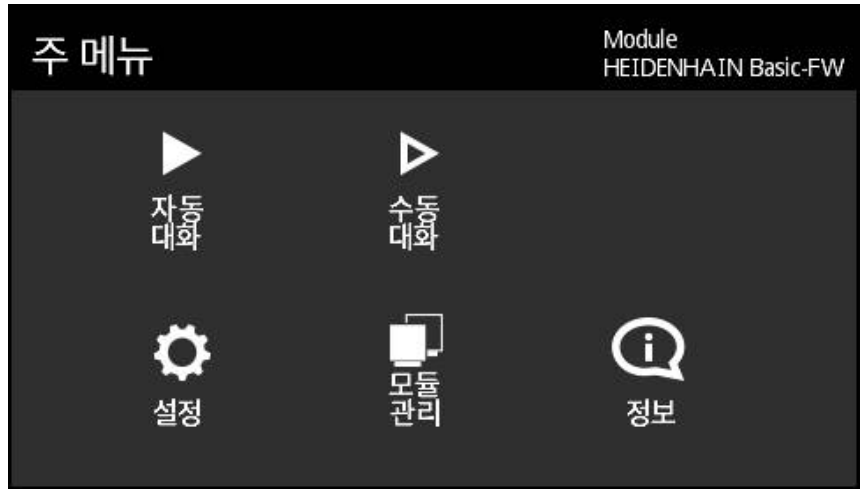 주 메뉴
Module
HEIDENHAIN Basic-FW
자동
대화
수동
대화
설정
모듈
관리
정보